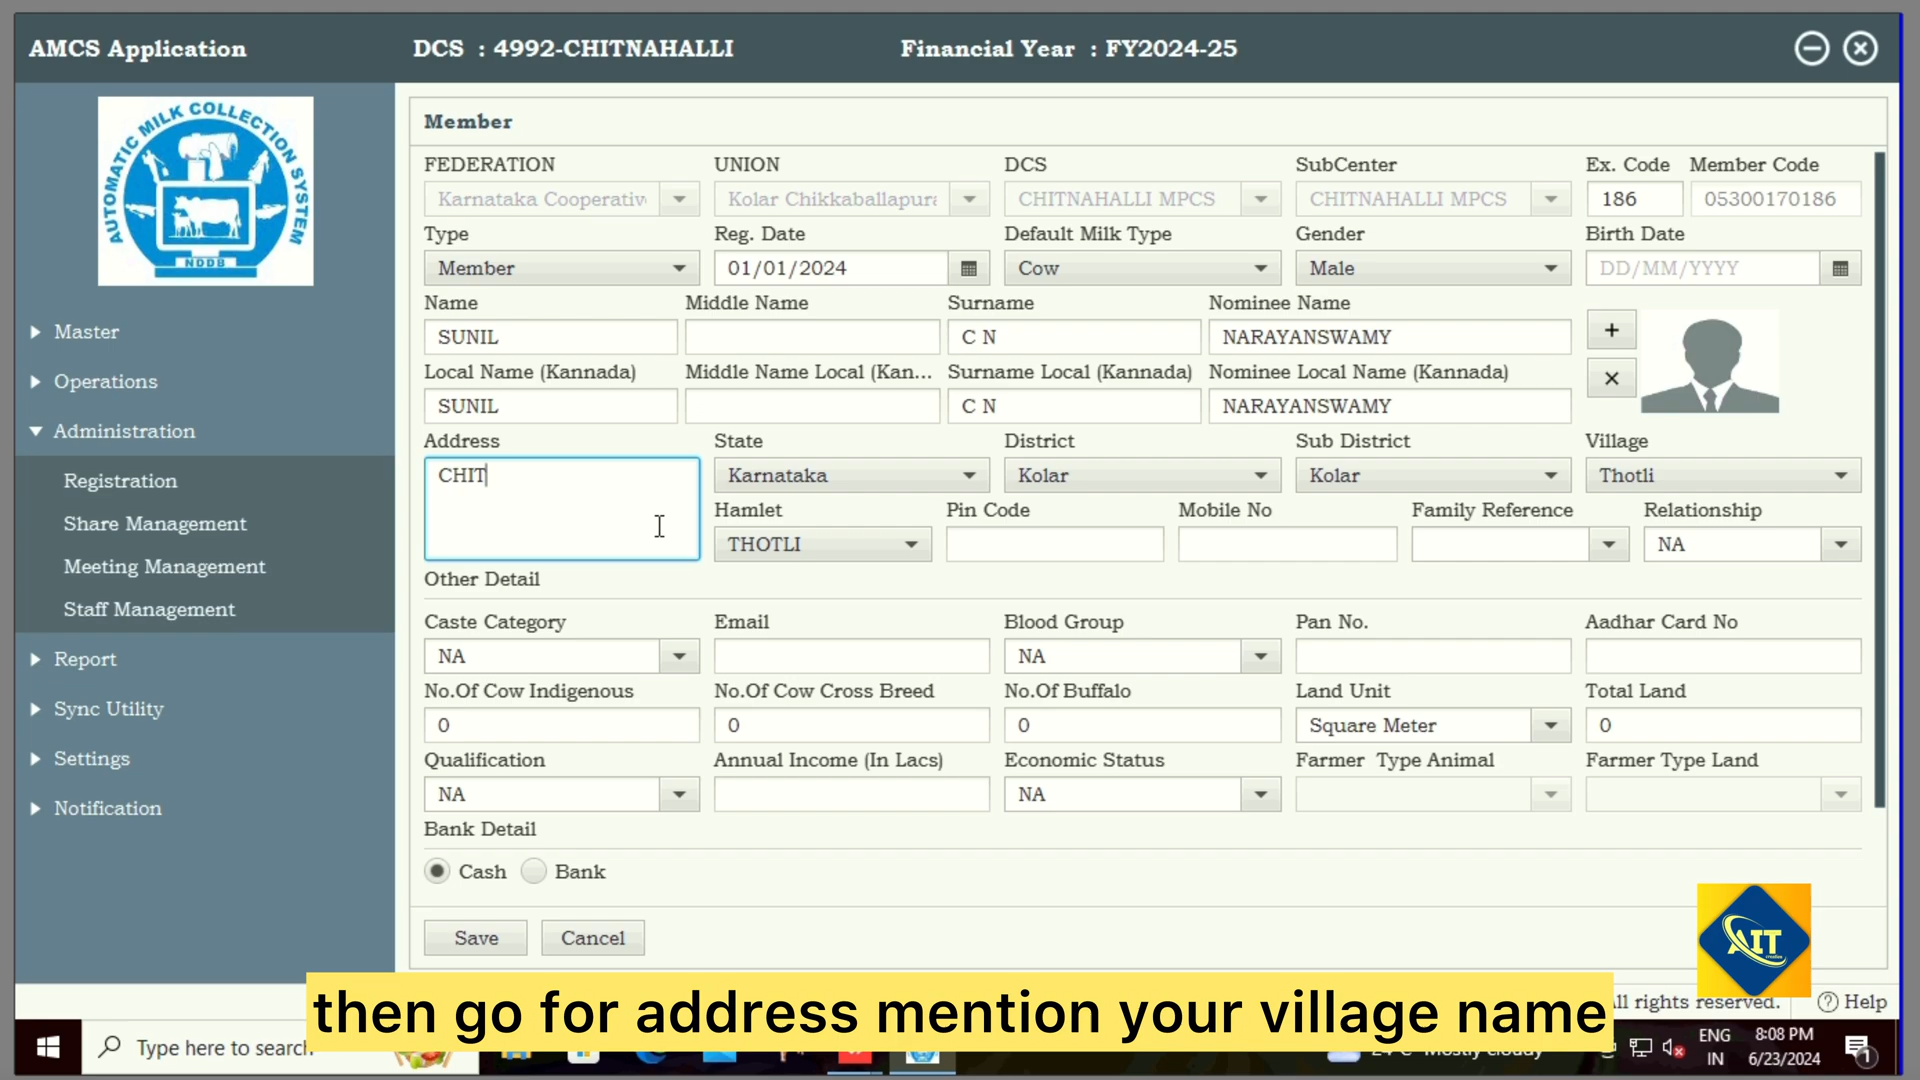 AMCS Application
DCS : 4992-CHITNAHALLI
Financial Year : FY2024-25
AUTOMATIC MILK COLLECTION SYSTEM
NDDB
Master
Operations
Administration
Registration
Share Management
Meeting Management
Staff Management
Report
Sync Utility
Settings
Notification
Member
FEDERATION UNION DCS SubCenter Ex. Code Member Code
Karnataka Cooperativ Kolar Chikkaballapura CHITNAHALLI MPCS CHITNAHALLI MPCS 186 05300170186
Type Reg. Date Default Milk Type Gender Birth Date
Member 01/01/2024 Cow Male DD/MM/YYYY
Name Middle Name Surname Nominee Name
SUNIL C N NARAYANSWAMY
Local Name (Kannada) Middle Name Local (Kan... Surname Local (Kannada) Nominee Local Name (Kannada)
SUNIL C N NARAYANSWAMY
Address State District Sub District Village
CHIT Karnataka Kolar Kolar Thotli
Hamlet Pin Code Mobile No Family Reference Relationship
THOTLI NA
Other Detail
Caste Category Email Blood Group Pan No. Aadhar Card No
NA NA
No.Of Cow Indigenous No.Of Cow Cross Breed No.Of Buffalo Land Unit Total Land
0 0 0 Square Meter 0
Qualification Annual Income (In Lacs) Economic Status Farmer Type Animal Farmer Type Land
NA NA
Bank Detail
Cash Bank
Save Cancel
AIT
then go for address mention your village name
All rights reserved. Help
Type here to search
24°C Mostly cloudy
ENG
IN
8:08 PM
6/23/2024
1